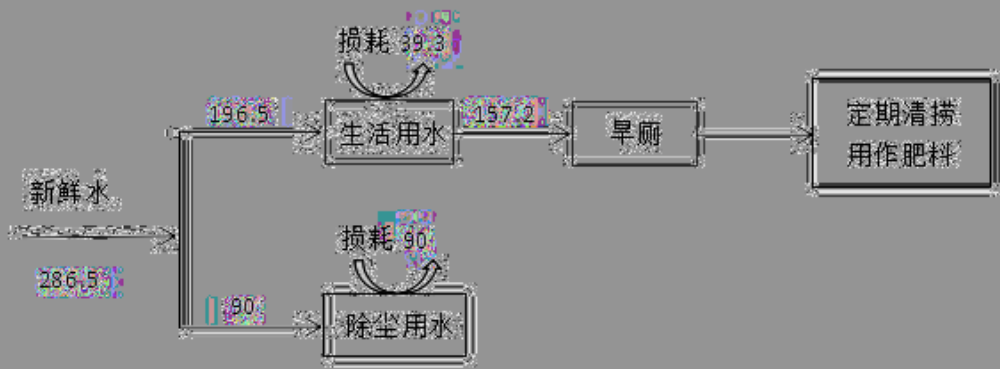 损耗 39.3
196.5
生活用水
157.2
旱厕
定期清捞
用作肥料
新鲜水
286.5
损耗 90
90
除尘用水